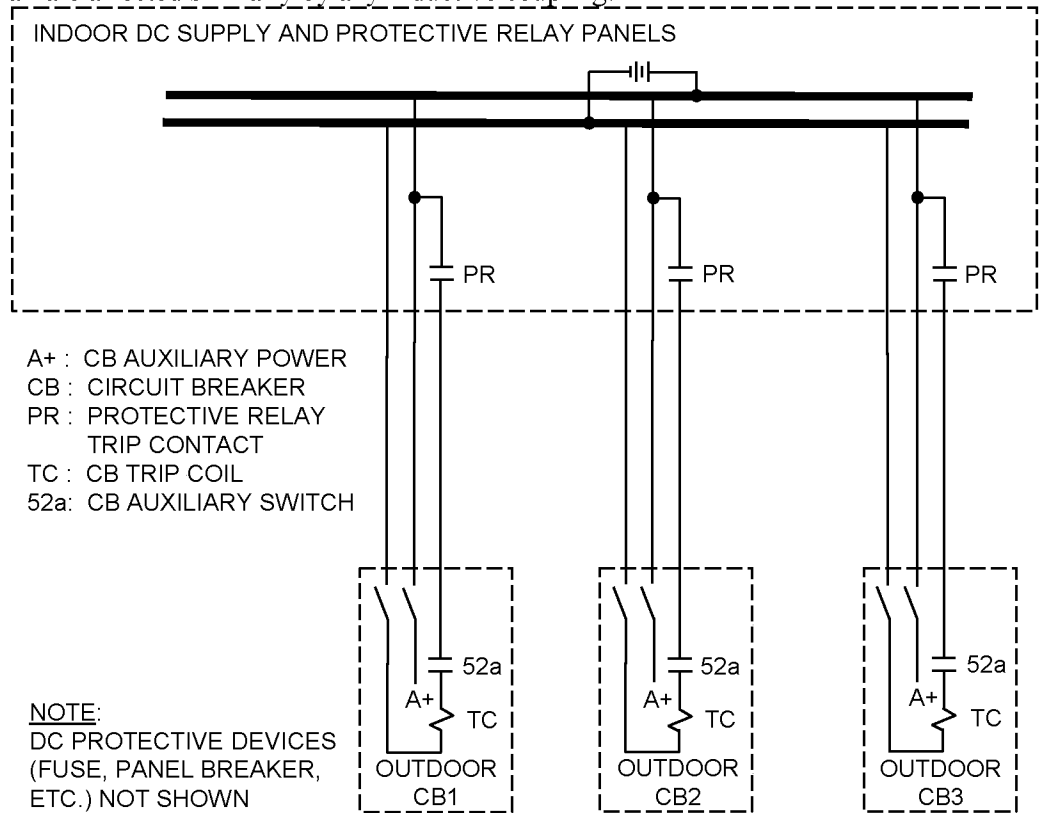 INDOOR DC SUPPLY AND PROTECTIVE RELAY PANELS
PR
PR
PR
A+ : CB AUXILIARY POWER
CB : CIRCUIT BREAKER
PR : PROTECTIVE RELAY
TRIP CONTACT
TC : CB TRIP COIL
52a: CB AUXILIARY SWITCH
52a
A+
TC
OUTDOOR
CB1
52a
A+
TC
OUTDOOR
CB2
52a
A+
TC
OUTDOOR
CB3
NOTE:
DC PROTECTIVE DEVICES
(FUSE, PANEL BREAKER,
ETC.) NOT SHOWN